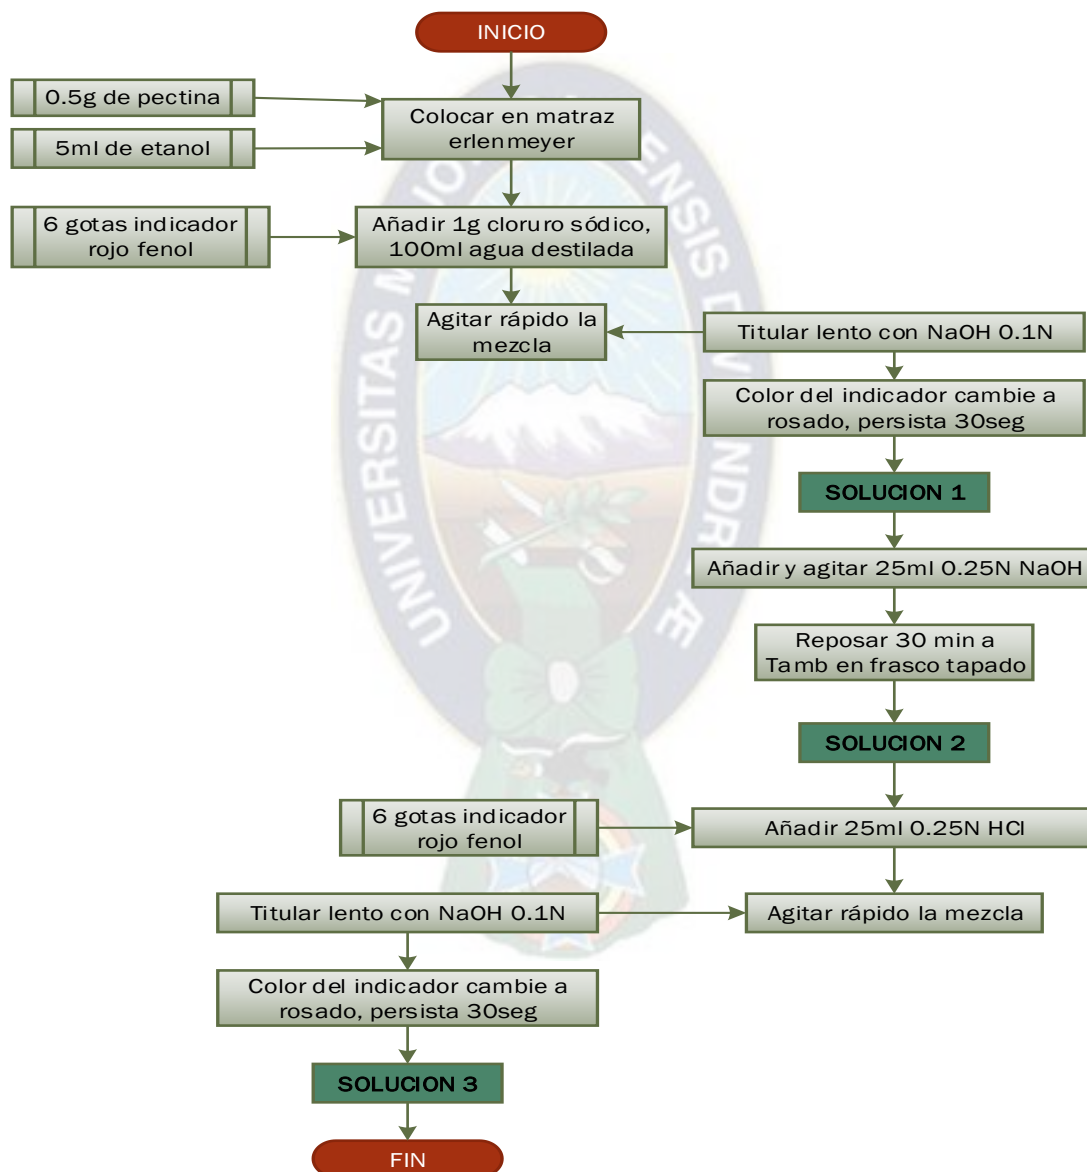 INICIO
0.5g de pectina
Colocar en matraz
erlenmeyer
5ml de etanol
6 gotas indicador
rojo fenol
Añadir 1g cloruro sódico,
100ml agua destilada
Agitar rápido la
mezcla
Titular lento con NaOH 0.1N
Color del indicador cambie a
rosado, persista 30seg
SOLUCION 1
Añadir y agitar 25ml 0.25N NaOH
Reposar 30 min a
Tamb en frasco tapado
SOLUCION 2
6 gotas indicador
rojo fenol
Añadir 25ml 0.25N HCl
Titular lento con NaOH 0.1N
Agitar rápido la mezcla
Color del indicador cambie a
rosado, persista 30seg
SOLUCION 3
FIN
UNIVERSITAS